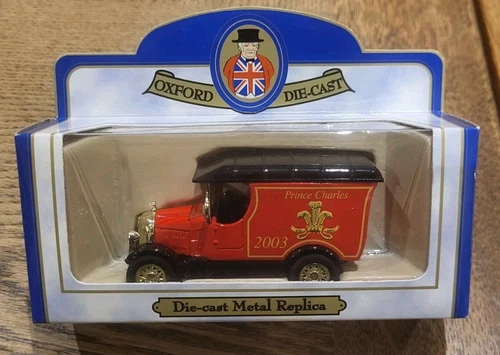 OXFORD DIE-CAST
Prince Charles
2003
Die-cast Metal Replica